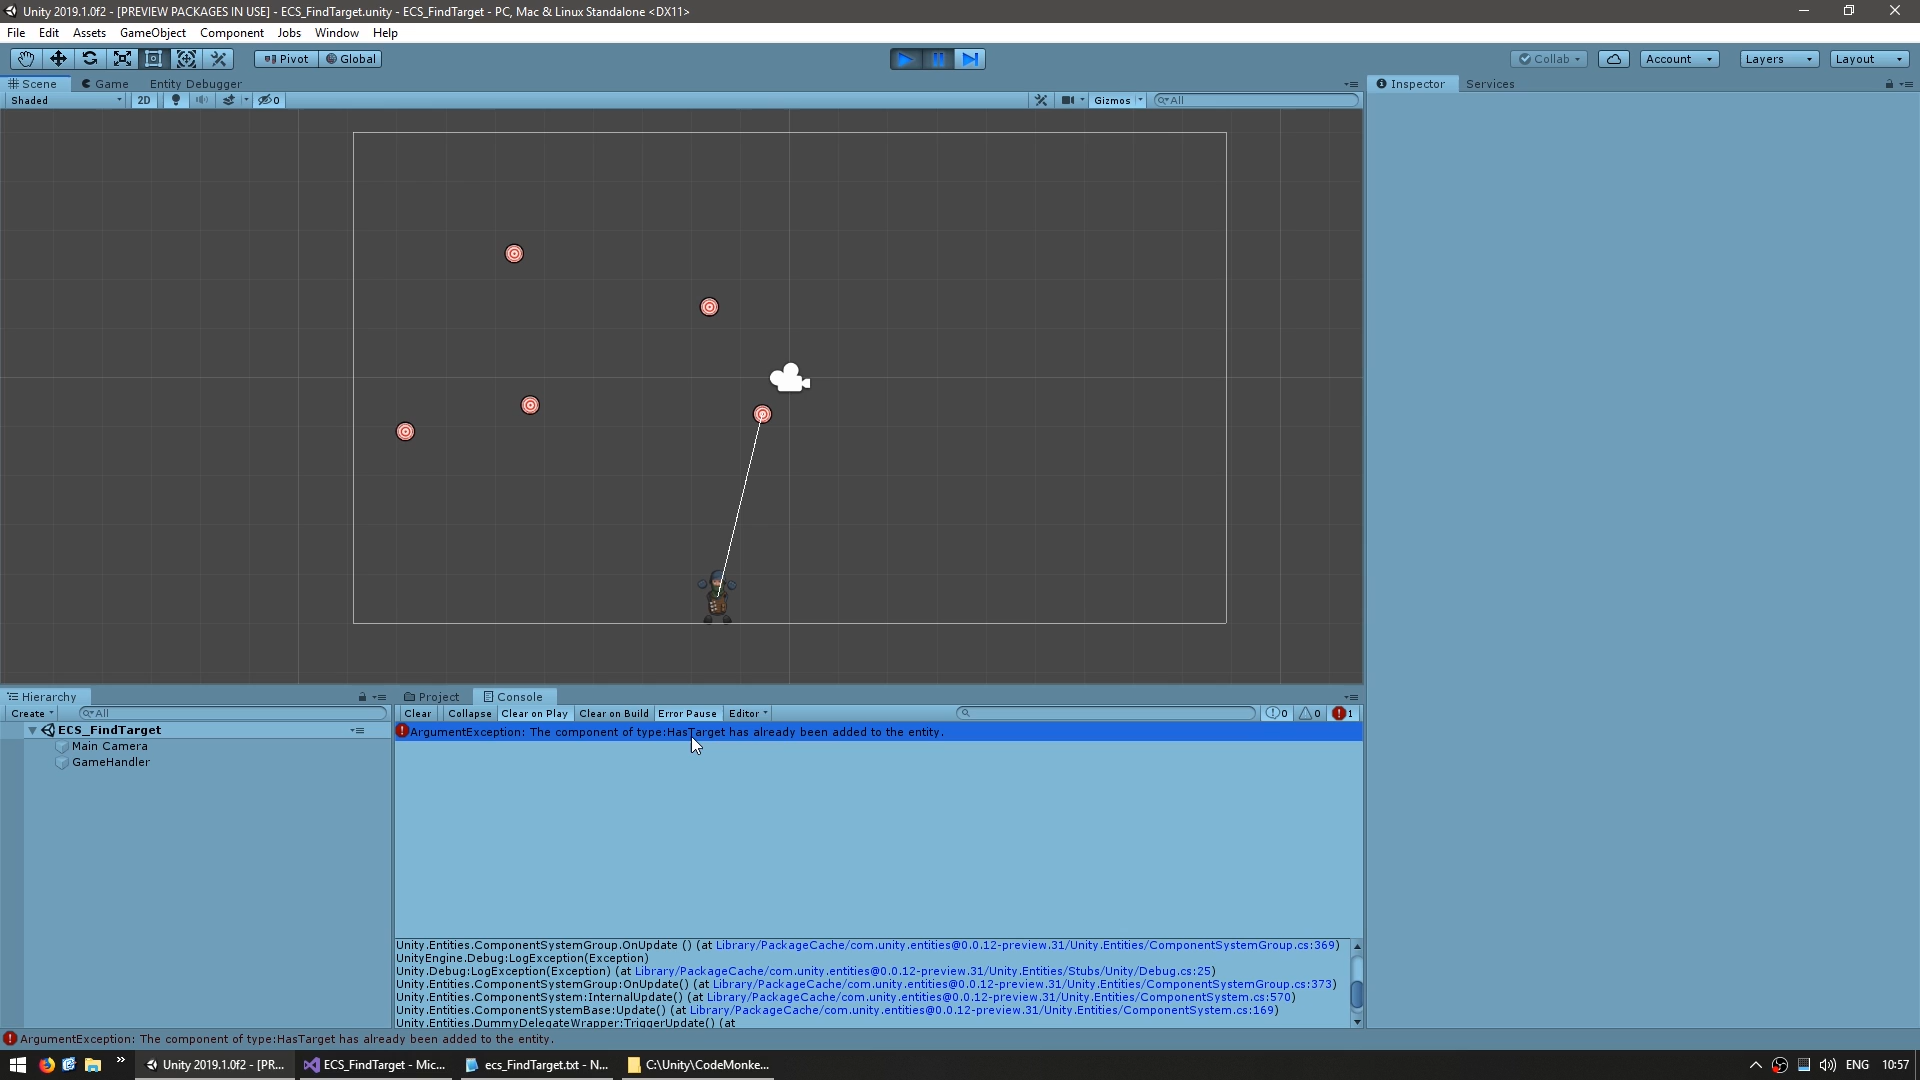 Unity 2019.1.0f2 - [PREVIEW PACKAGES IN USE] - ECS_FindTarget.unity - ECS_FindTarget - PC, Mac & Linux Standalone <DX11>
File Edit Assets GameObject Component Jobs Window Help
Pivot Global Collab Account Layers Layout
Scene Game Entity Debugger Inspector Services
Shaded 2D 0 Gizmos All
Hierarchy Project Console
Create All Clear Collapse Clear on Play Clear on Build Error Pause Editor 0 0 1
ECS_FindTarget
Main Camera
GameHandler
ArgumentException: The component of type:HasTarget has already been added to the entity.
Unity.Entities.ComponentSystemGroup.OnUpdate () (at Library/PackageCache/com.unity.entities@0.0.12-preview.31/Unity.Entities/ComponentSystemGroup.cs:369)
UnityEngine.Debug:LogException(Exception)
Unity.Debug:LogException(Exception) (at Library/PackageCache/com.unity.entities@0.0.12-preview.31/Unity.Entities/Stubs/Unity/Debug.cs:25)
Unity.Entities.ComponentSystemGroup:OnUpdate() (at Library/PackageCache/com.unity.entities@0.0.12-preview.31/Unity.Entities/ComponentSystemGroup.cs:373)
Unity.Entities.ComponentSystem:InternalUpdate() (at Library/PackageCache/com.unity.entities@0.0.12-preview.31/Unity.Entities/ComponentSystem.cs:570)
Unity.Entities.ComponentSystemBase:Update() (at Library/PackageCache/com.unity.entities@0.0.12-preview.31/Unity.Entities/ComponentSystem.cs:169)
Unity.Entities.DummyDelegateWrapper:TriggerUpdate() (at
ArgumentException: The component of type:HasTarget has already been added to the entity.
Unity 2019.1.0f2 - [PR... ECS_FindTarget - Mic... ecs_FindTarget.txt - N... C:\Unity\CodeMonke... ENG 10:57